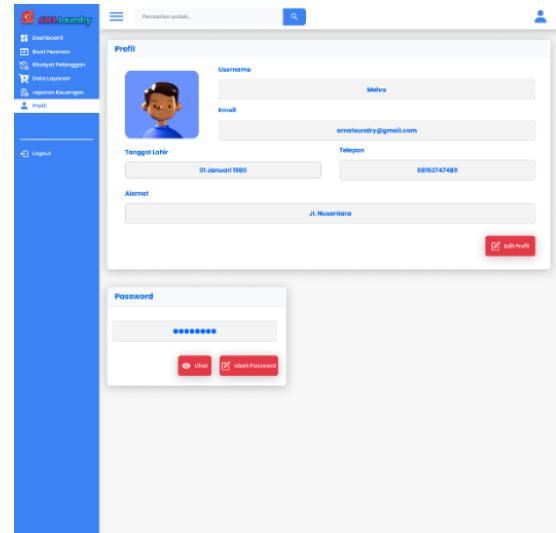 AMA Laundry
Pencarian untuk...
Dashboard
Buat Pesanan
Riwayat Pelanggan
Data Layanan
Laporan Keuangan
Profil
Logout
Profil
Username
Melva
Email
amalaundry@gmail.com
Tanggal Lahir
Telepon
01 Januari 1980
08152747486
Alamat
Jl. Nusantara
Edit Profil
Password
Lihat
Ubah Password